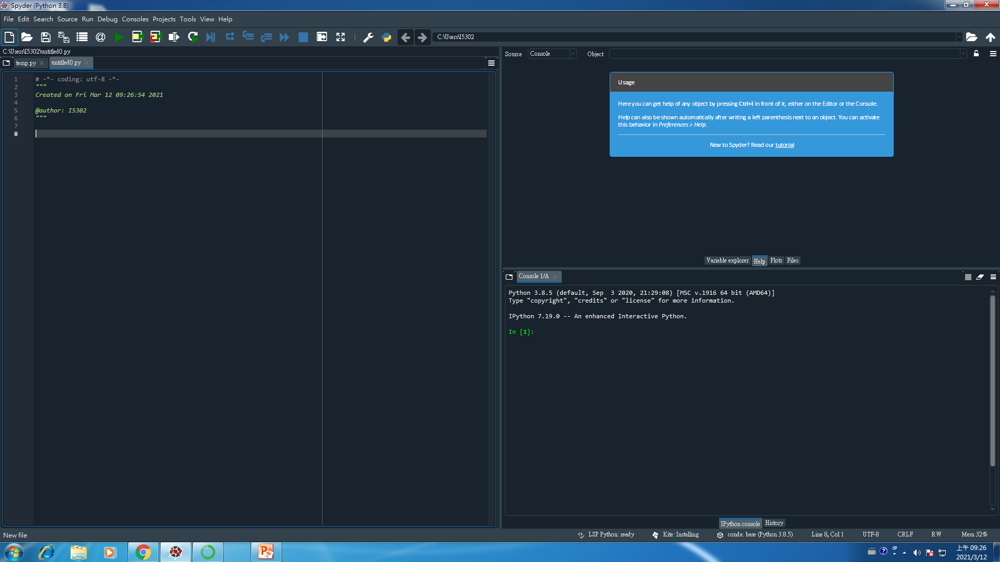 Spyder (Python 3.8)
File Edit Search Source Run Debug Consoles Projects Tools View Help
C:\Users\I5302
C:\Users\I5302\untitled0.py
temp.py
untitled0.py
1 # -*- coding: utf-8 -*-
2 """
3 Created on Fri Mar 12 09:26:54 2021
4
5 @author: I5302
6 """
7
8
Source Console Object
Usage
Here you can get help of any object by pressing Ctrl+I in front of it, either on the Editor or the Console.
Help can also be shown automatically after writing a left parenthesis next to an object. You can activate
this behavior in Preferences > Help.
New to Spyder? Read our tutorial
Variable explorer Help Plots Files
Console 1/A
Python 3.8.5 (default, Sep  3 2020, 21:29:08) [MSC v.1916 64 bit (AMD64)]
Type "copyright", "credits" or "license" for more information.
IPython 7.19.0 -- An enhanced Interactive Python.
In [1]:
IPython console History
New file
LSP Python: ready Kite: Installing conda: base (Python 3.8.5) Line 8, Col 1 UTF-8 CRLF RW Mem 32%
上午 09:26
2021/3/12